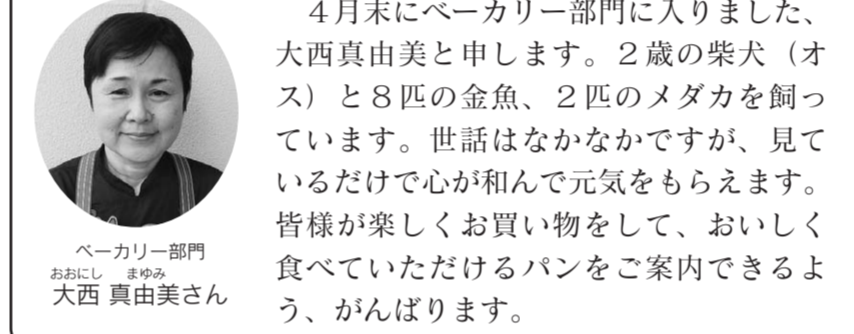 ４月末にベーカリー部門に入りました、
大西真由美と申します。２歳の柴犬（オ
ス）と８匹の金魚、２匹のメダカを飼っ
ています。世話はなかなかですが、見て
いるだけで心が和んで元気をもらえます。
皆様が楽しくお買い物をして、おいしく
食べていただけるパンをご案内できるよ
う、がんばります。
ベーカリー部門
おおにし まゆみ
大西 真由美さん